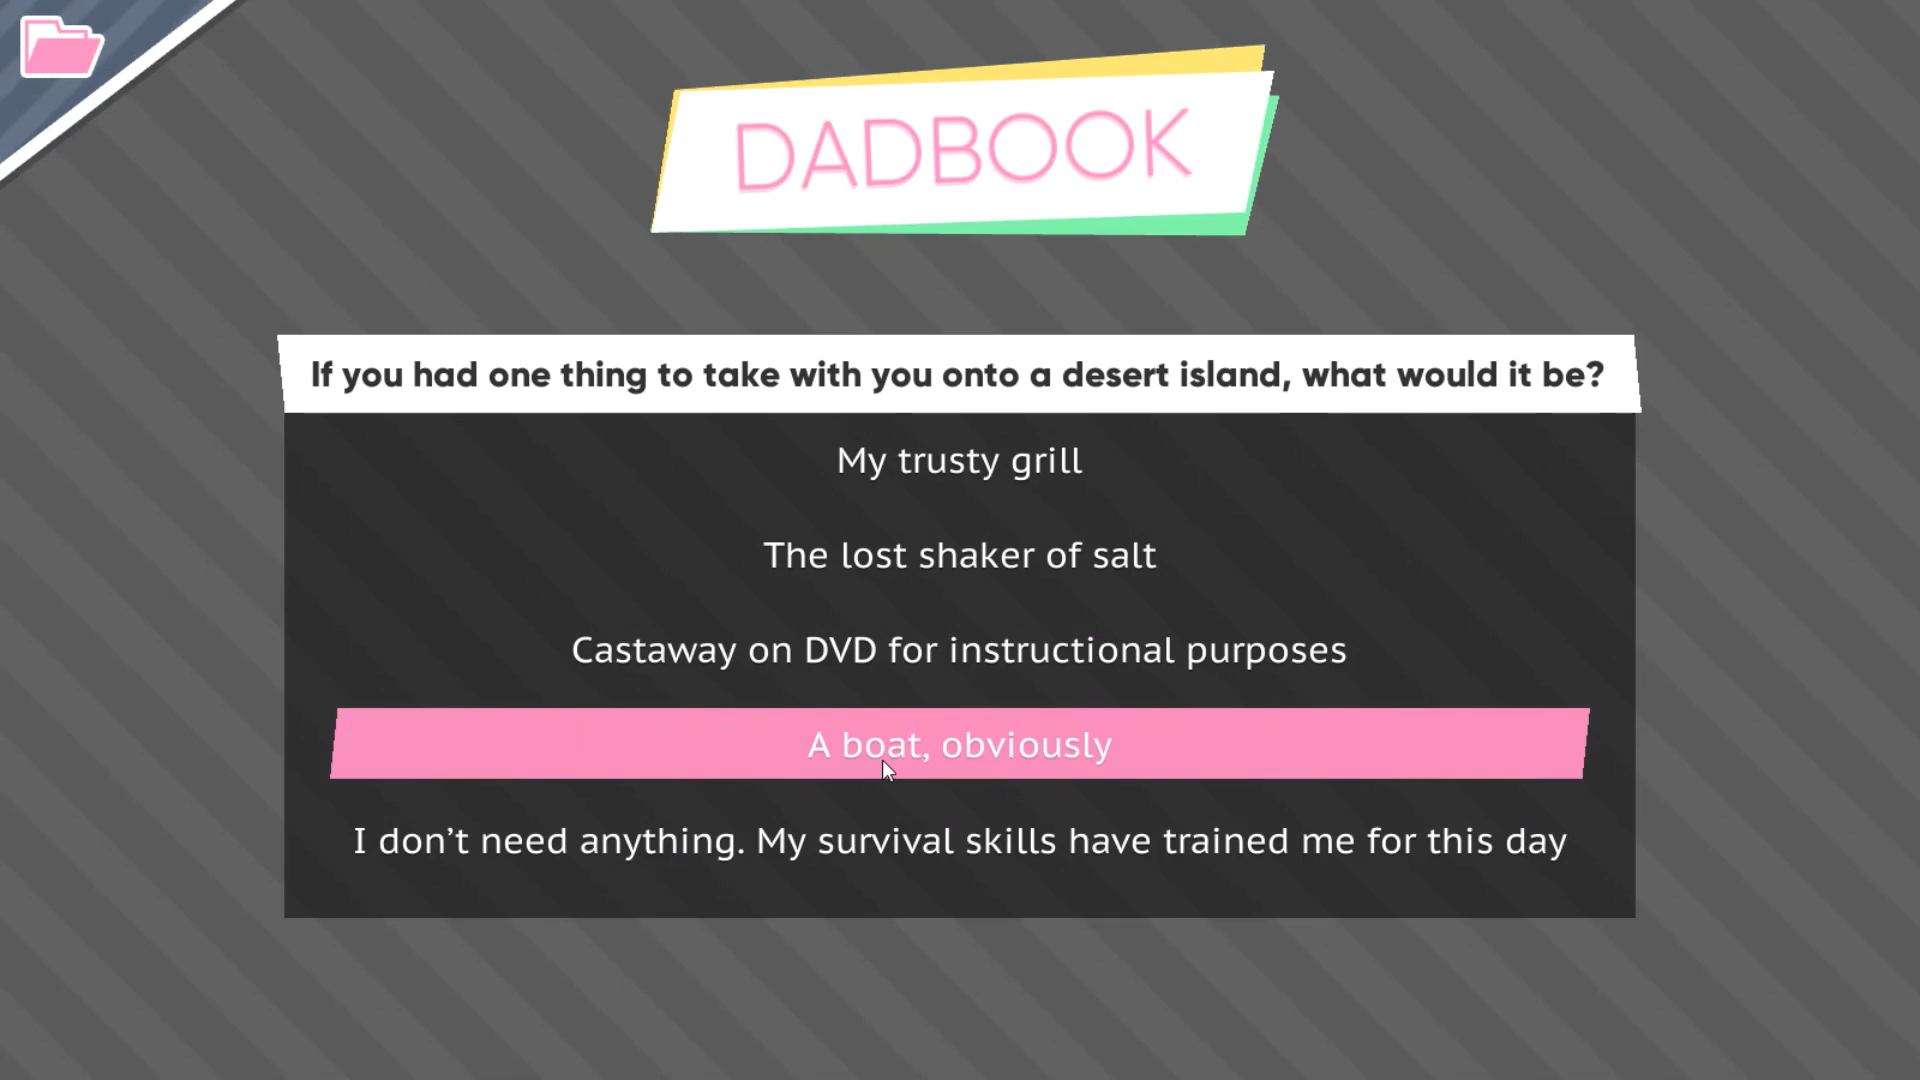 DADBOOK
If you had one thing to take with you onto a desert island, what would it be?
My trusty grill
The lost shaker of salt
Castaway on DVD for instructional purposes
A boat, obviously
I don’t need anything. My survival skills have trained me for this day